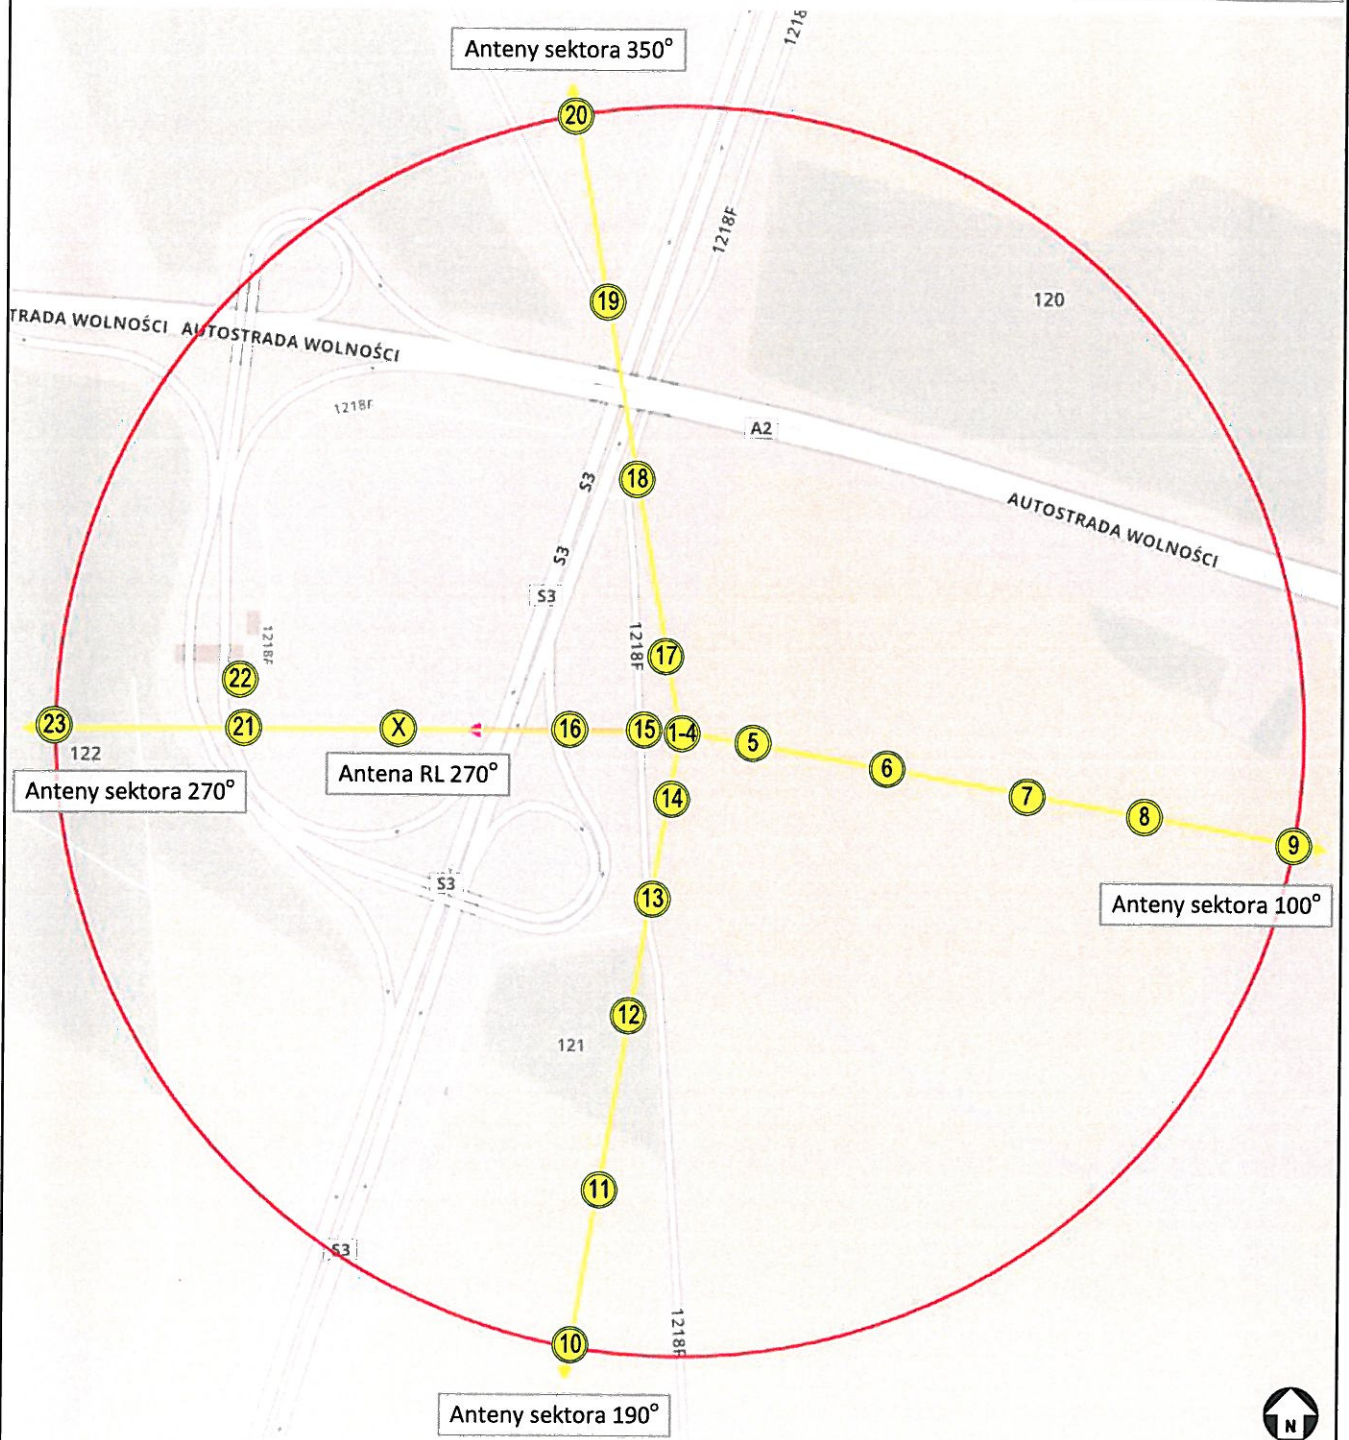 1218
Anteny sektora 350°
20
1218F
19
120
TRADA WOLNOŚCI
AUTOSTRADA WOLNOŚCI
1218F
A2
18
S3
AUTOSTRADA WOLNOŚCI
S3
S3
1218F
1218F
17
22
23
21
X
16
15
1-4
5
122
6
Antena RL 270°
Anteny sektora 270°
14
7
8
9
S3
13
Anteny sektora 100°
12
121
11
S3
1218F
10
Anteny sektora 190°
N